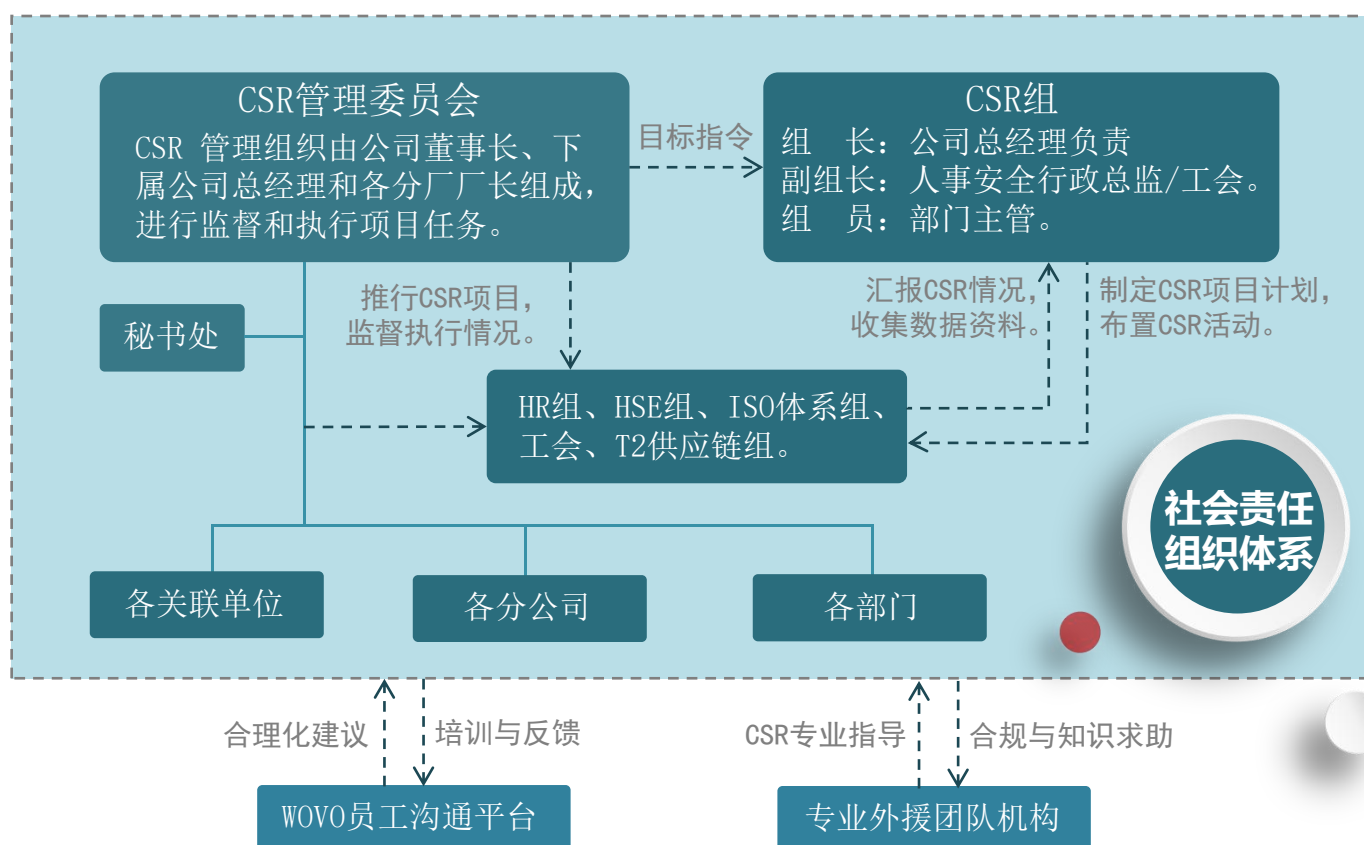 CSR管理委员会
CSR 管理组织由公司董事长、下
属公司总经理和各分厂厂长组成，
进行监督和执行项目任务。
目标指令
CSR组
组　长：公司总经理负责
副组长：人事安全行政总监/工会。
组　员：部门主管。
推行CSR项目，
监督执行情况。
汇报CSR情况，
收集数据资料。
制定CSR项目计划，
布置CSR活动。
秘书处
HR组、HSE组、ISO体系组、
工会、T2供应链组。
社会责任
组织体系
各关联单位
各分公司
各部门
合理化建议
培训与反馈
CSR专业指导
合规与知识求助
WOVO员工沟通平台
专业外援团队机构